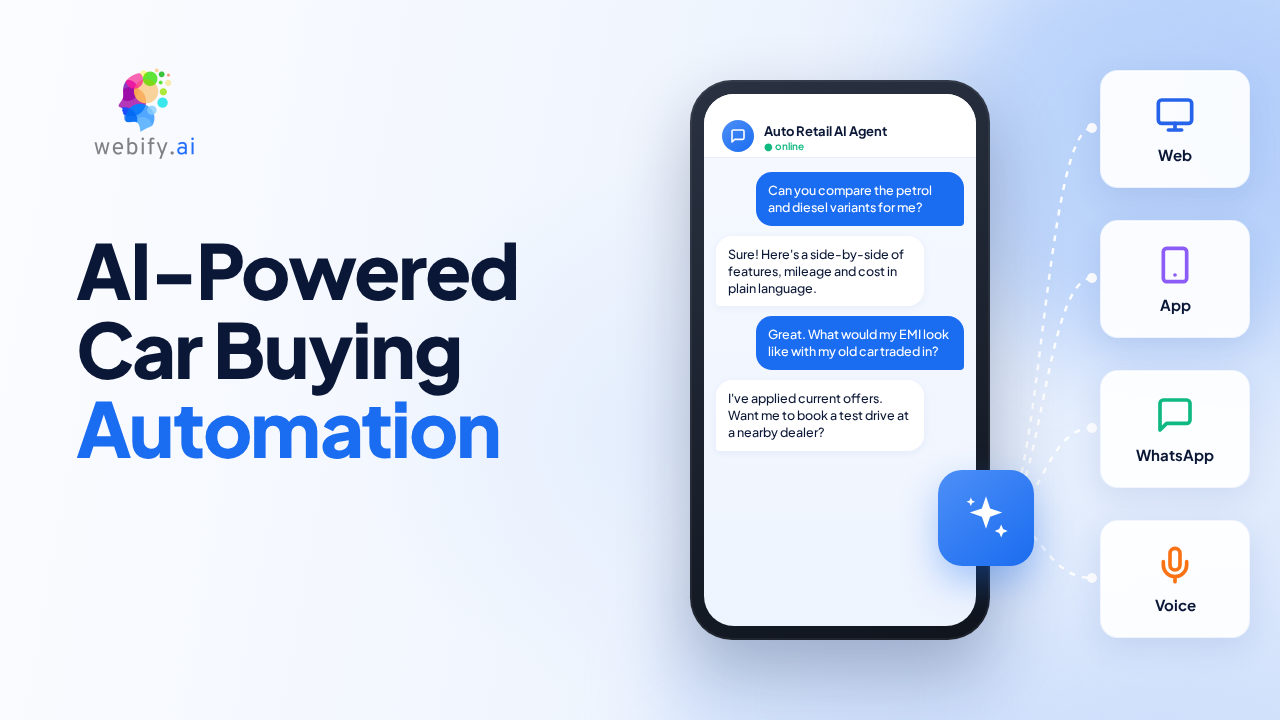 webify.ai
AI-Powered
Car Buying
Automation
Auto Retail AI Agent
online
Can you compare the petrol
and diesel variants for me?
Sure! Here's a side-by-side of
features, mileage and cost in
plain language.
Great. What would my EMI look
like with my old car traded in?
I've applied current offers.
Want me to book a test drive at
a nearby dealer?
Web
App
WhatsApp
Voice